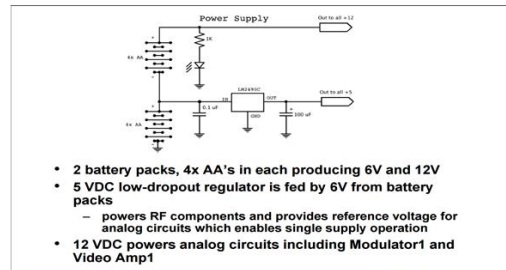 Power Supply
Out to all +12
1K
4x AA
LM2931C
Out to all +5
IN
OUT
0.1 uF
GND
100 uF
4x AA
• 2 battery packs, 4x AA's in each producing 6V and 12V
• 5 VDC low-dropout regulator is fed by 6V from battery
packs
– powers RF components and provides reference voltage for
analog circuits which enables single supply operation
• 12 VDC powers analog circuits including Modulator1 and
Video Amp1